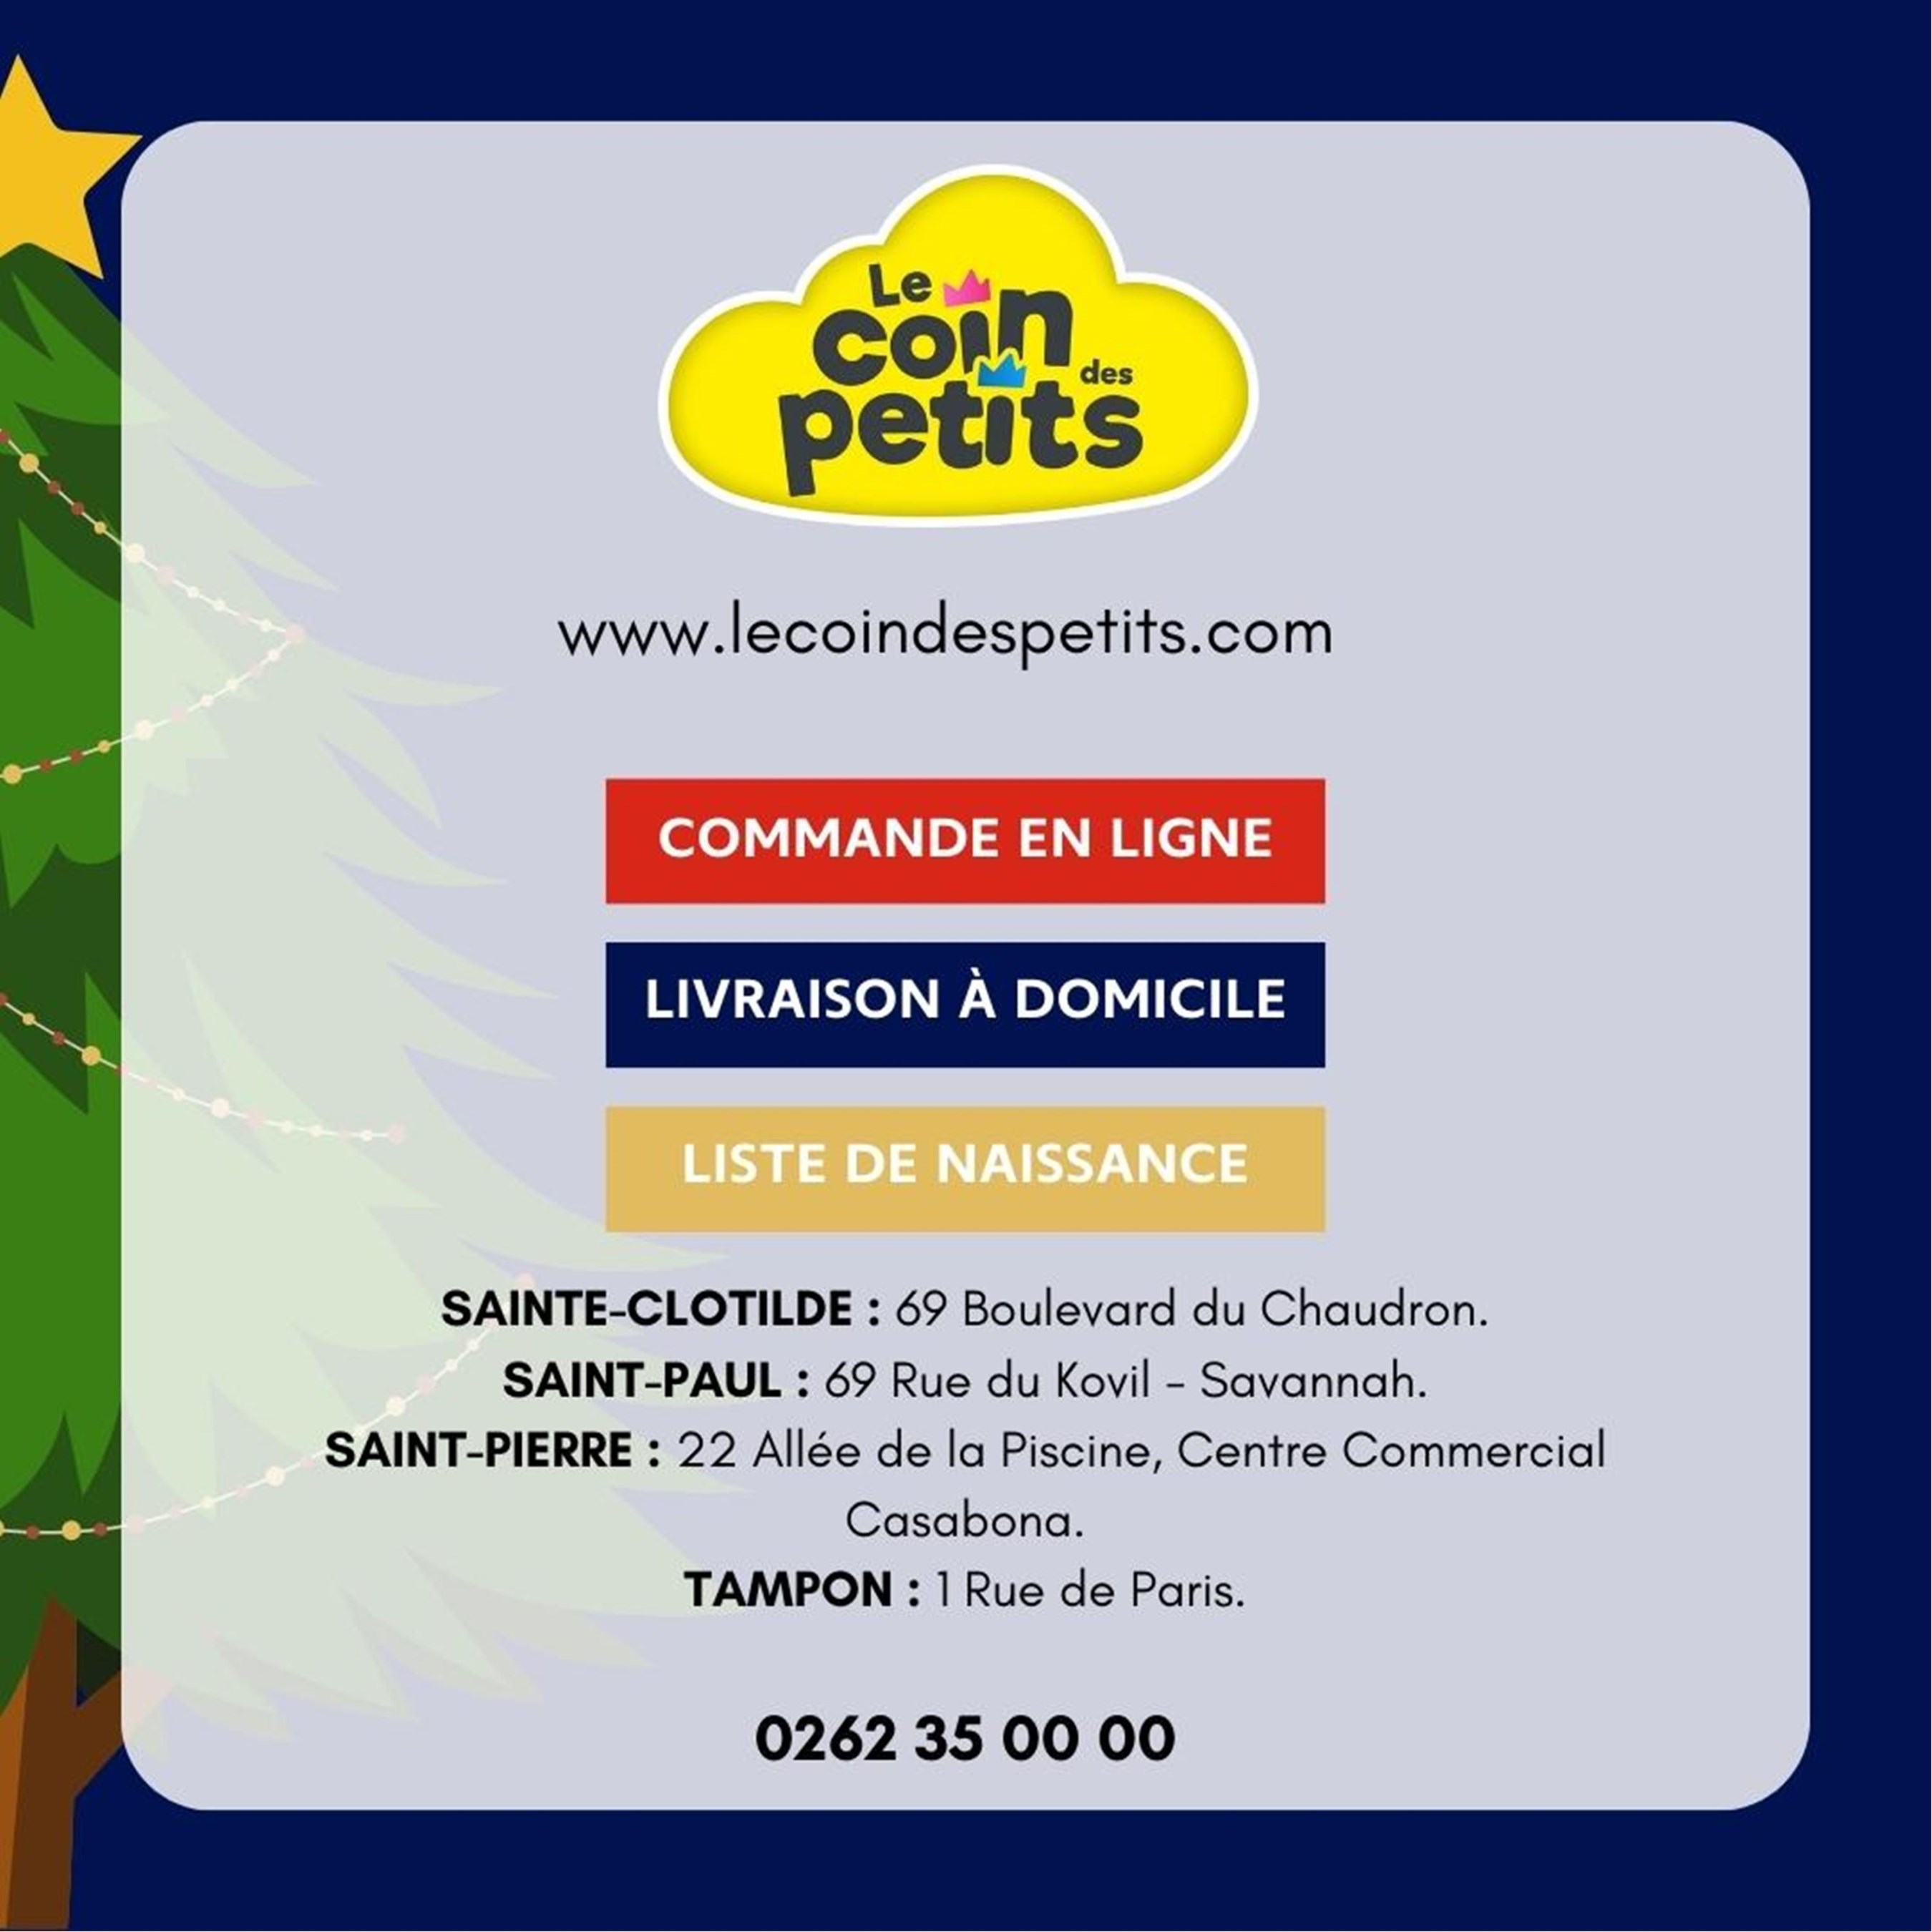 Le
coin
des
petits
www.lecoindespetits.com
COMMANDE EN LIGNE
LIVRAISON À DOMICILE
LISTE DE NAISSANCE
SAINTE-CLOTILDE : 69 Boulevard du Chaudron.
SAINT-PAUL : 69 Rue du Kovil - Savannah.
SAINT-PIERRE : 22 Allée de la Piscine, Centre Commercial
Casabona.
TAMPON : 1 Rue de Paris.
0262 35 00 00